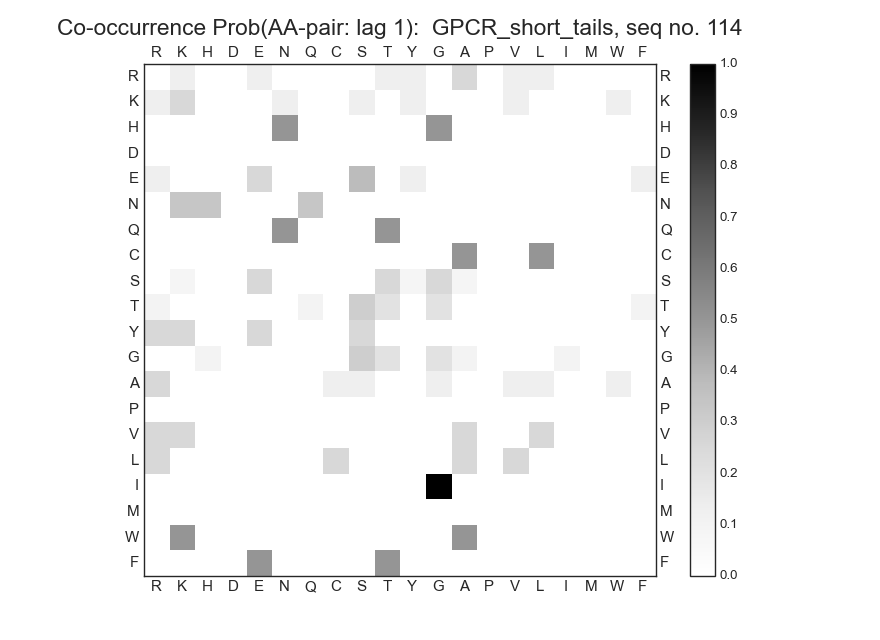 Co-occurrence Prob(AA-pair: lag 1):  GPCR_short_tails, seq no. 114
R K H D E N Q C S T Y G A P V L I M W F
R R
K K
H H
D D
E E
N N
Q Q
C C
S S
T T
Y Y
G G
A A
P P
V V
L L
I I
M M
W W
F F
R K H D E N Q C S T Y G A P V L I M W F
1.0
0.9
0.8
0.7
0.6
0.5
0.4
0.3
0.2
0.1
0.0